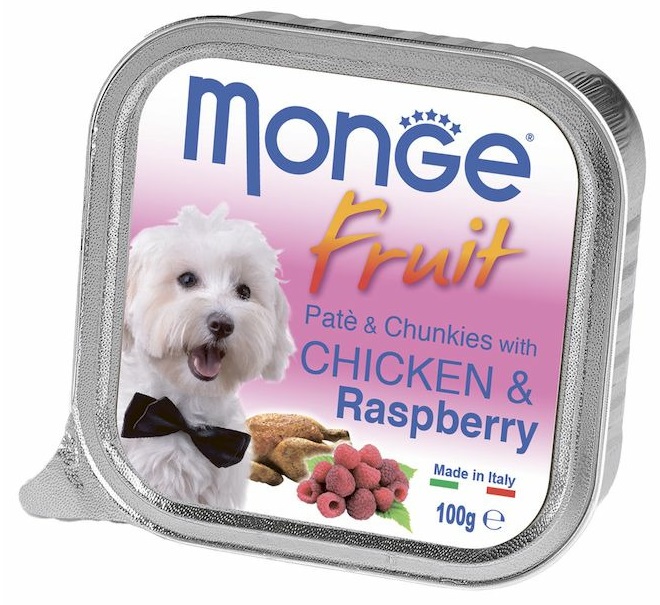 monGe®
Fruit
Patè & Chunkies with
CHICKEN &
Raspberry
Made in Italy
100g ℮